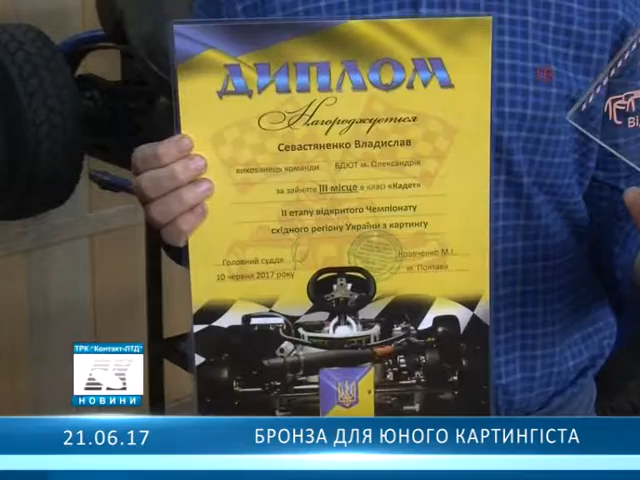 ДИПЛОМ
Нагороджується
Севастяненко Владислав
вихованець команди БДЮТ м. Олександрія
за зайняте III місце в класі «Кадет»
II етапу відкритого Чемпіонату
східного регіону України з картингу
Головний суддя Кравченко М.І.
10 червня 2017 року м. Полтава
Ві
ТРК "Контакт-ЛТД"
НОВИНИ
21.06.17 БРОНЗА ДЛЯ ЮНОГО КАРТИНГІСТА